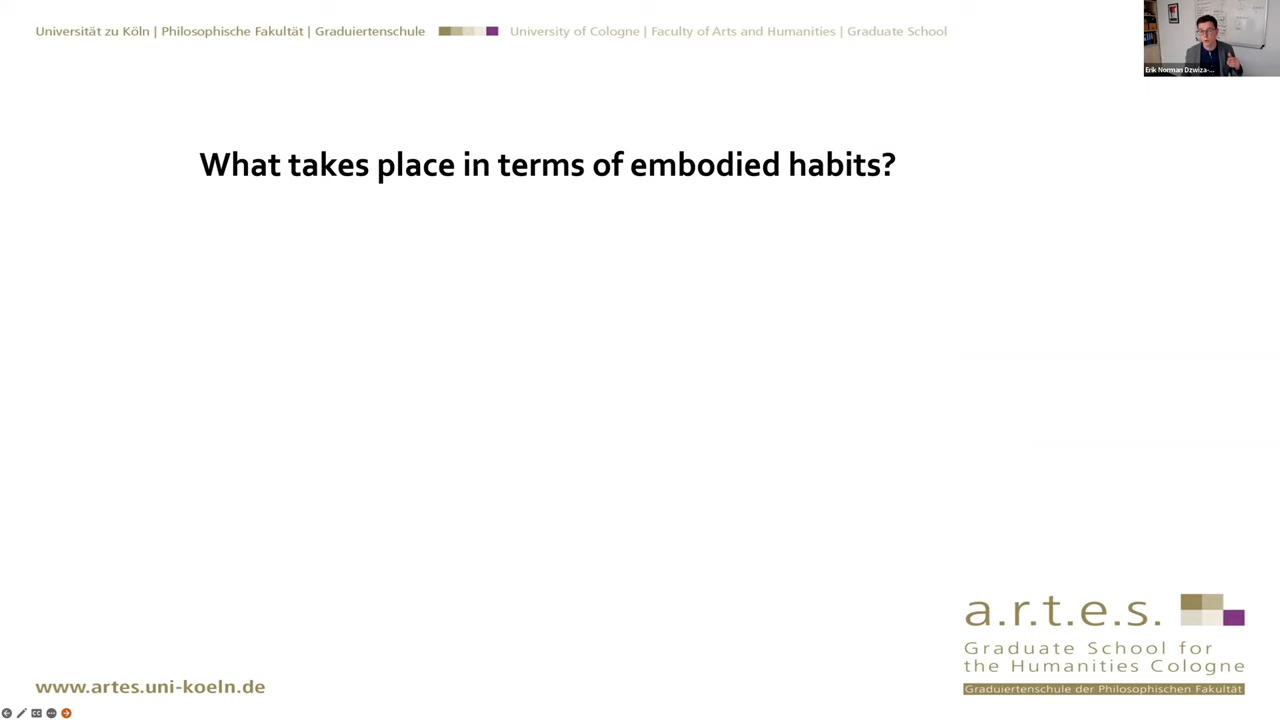 Universität zu Köln | Philosophische Fakultät | Graduiertenschule
University of Cologne | Faculty of Arts and Humanities | Graduate School
Erik Norman Dzwiza-...
What takes place in terms of embodied habits?
a.r.t.e.s.
Graduate School for
the Humanities Cologne
Graduiertenschule der Philosophischen Fakultät
www.artes.uni-koeln.de
CC